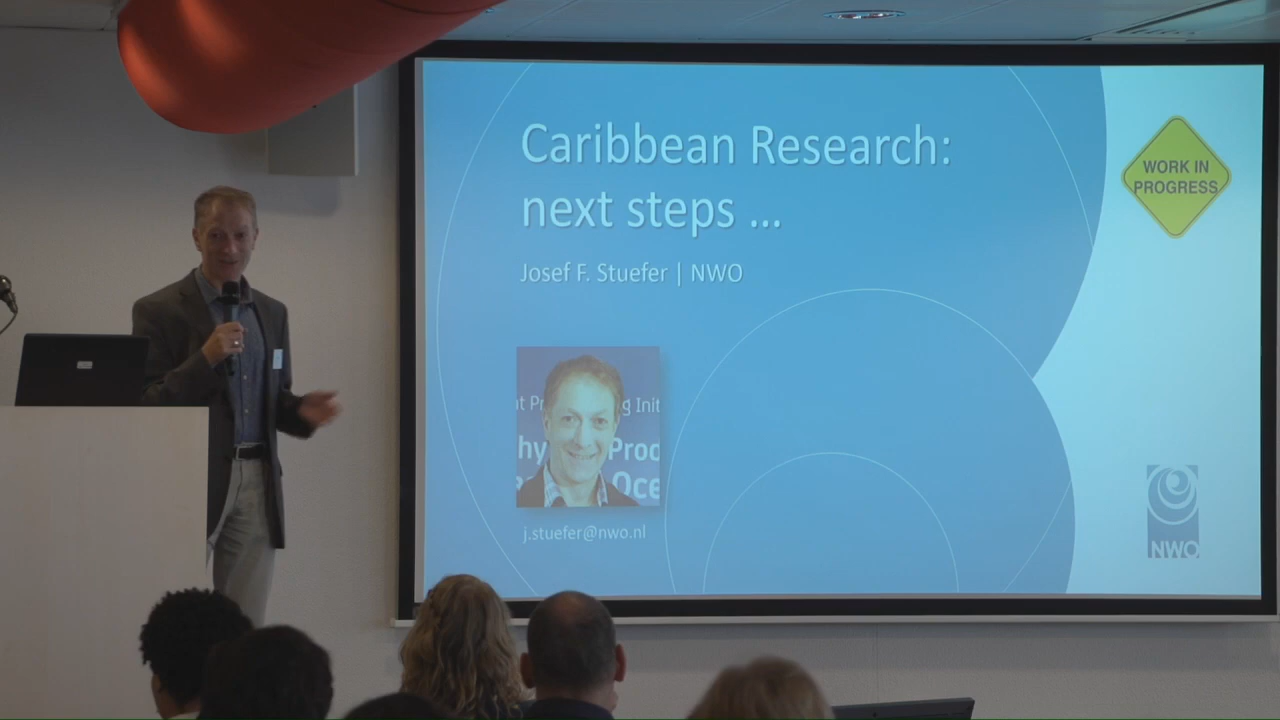 Caribbean Research:
next steps ...
Josef F. Stuefer | NWO
WORK IN
PROGRESS
j.stuefer@nwo.nl
NWO